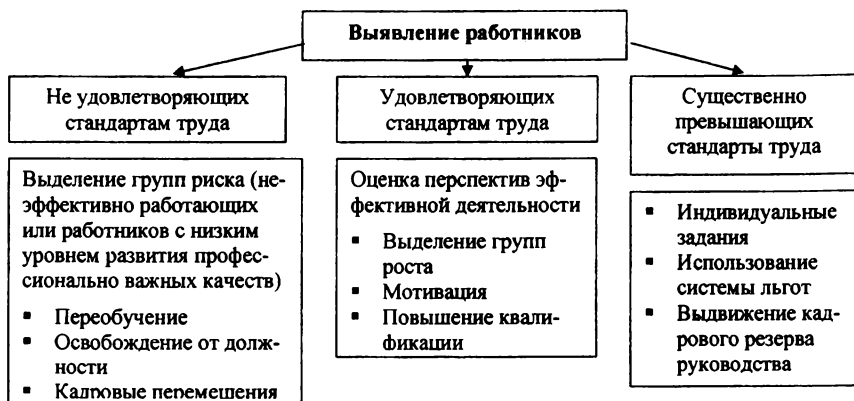 Выявление работников
Не удовлетворяющих
стандартам труда
Удовлетворяющих
стандартам труда
Существенно
превышающих
стандарты труда
Выделение групп риска (не-
эффективно работающих
или работников с низким
уровнем развития профес-
сионально важных качеств)
▪ Переобучение
▪ Освобождение от долж-
ности
▪ Кадровые перемещения
Оценка перспектив эф-
фективной деятельности
▪ Выделение групп
роста
▪ Мотивация
▪ Повышение квали-
фикации
▪ Индивидуальные
задания
▪ Использование
системы льгот
▪ Выдвижение кад-
рового резерва
руководства